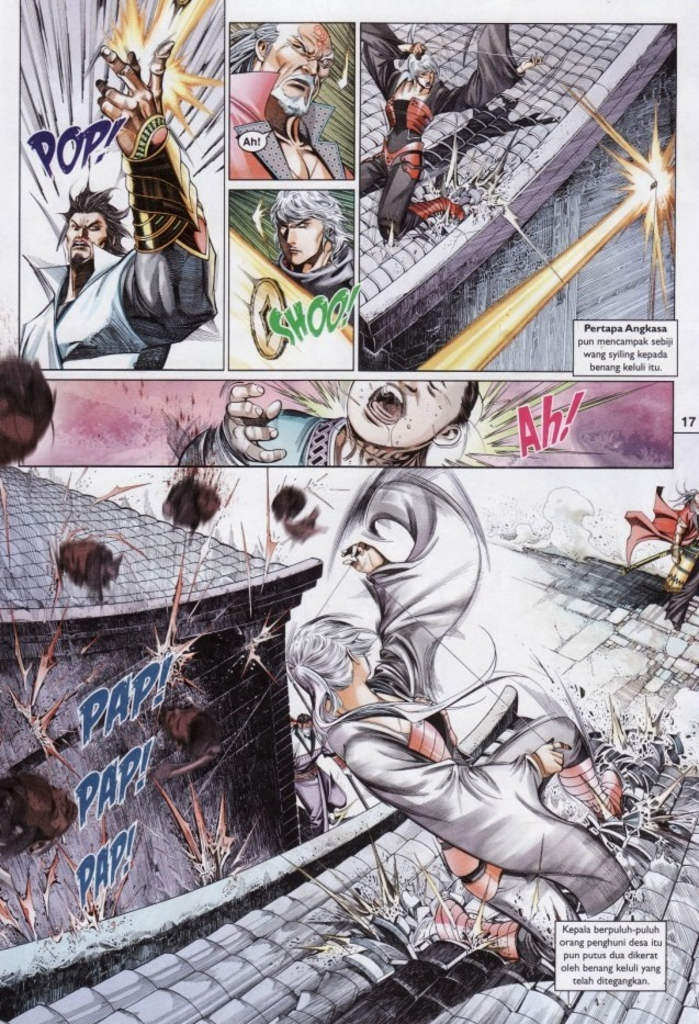 POP!
Ah!
SHOO!
Pertapa Angkasa
pun mencampak sebiji
wang syiling kepada
benang keluli itu.
17
Ah!
PAP!
PAP!
PAP!
Kepala berpuluh-puluh
orang penghuni desa itu
pun putus dua dikerat
oleh benang keluli yang
telah ditegangkan.